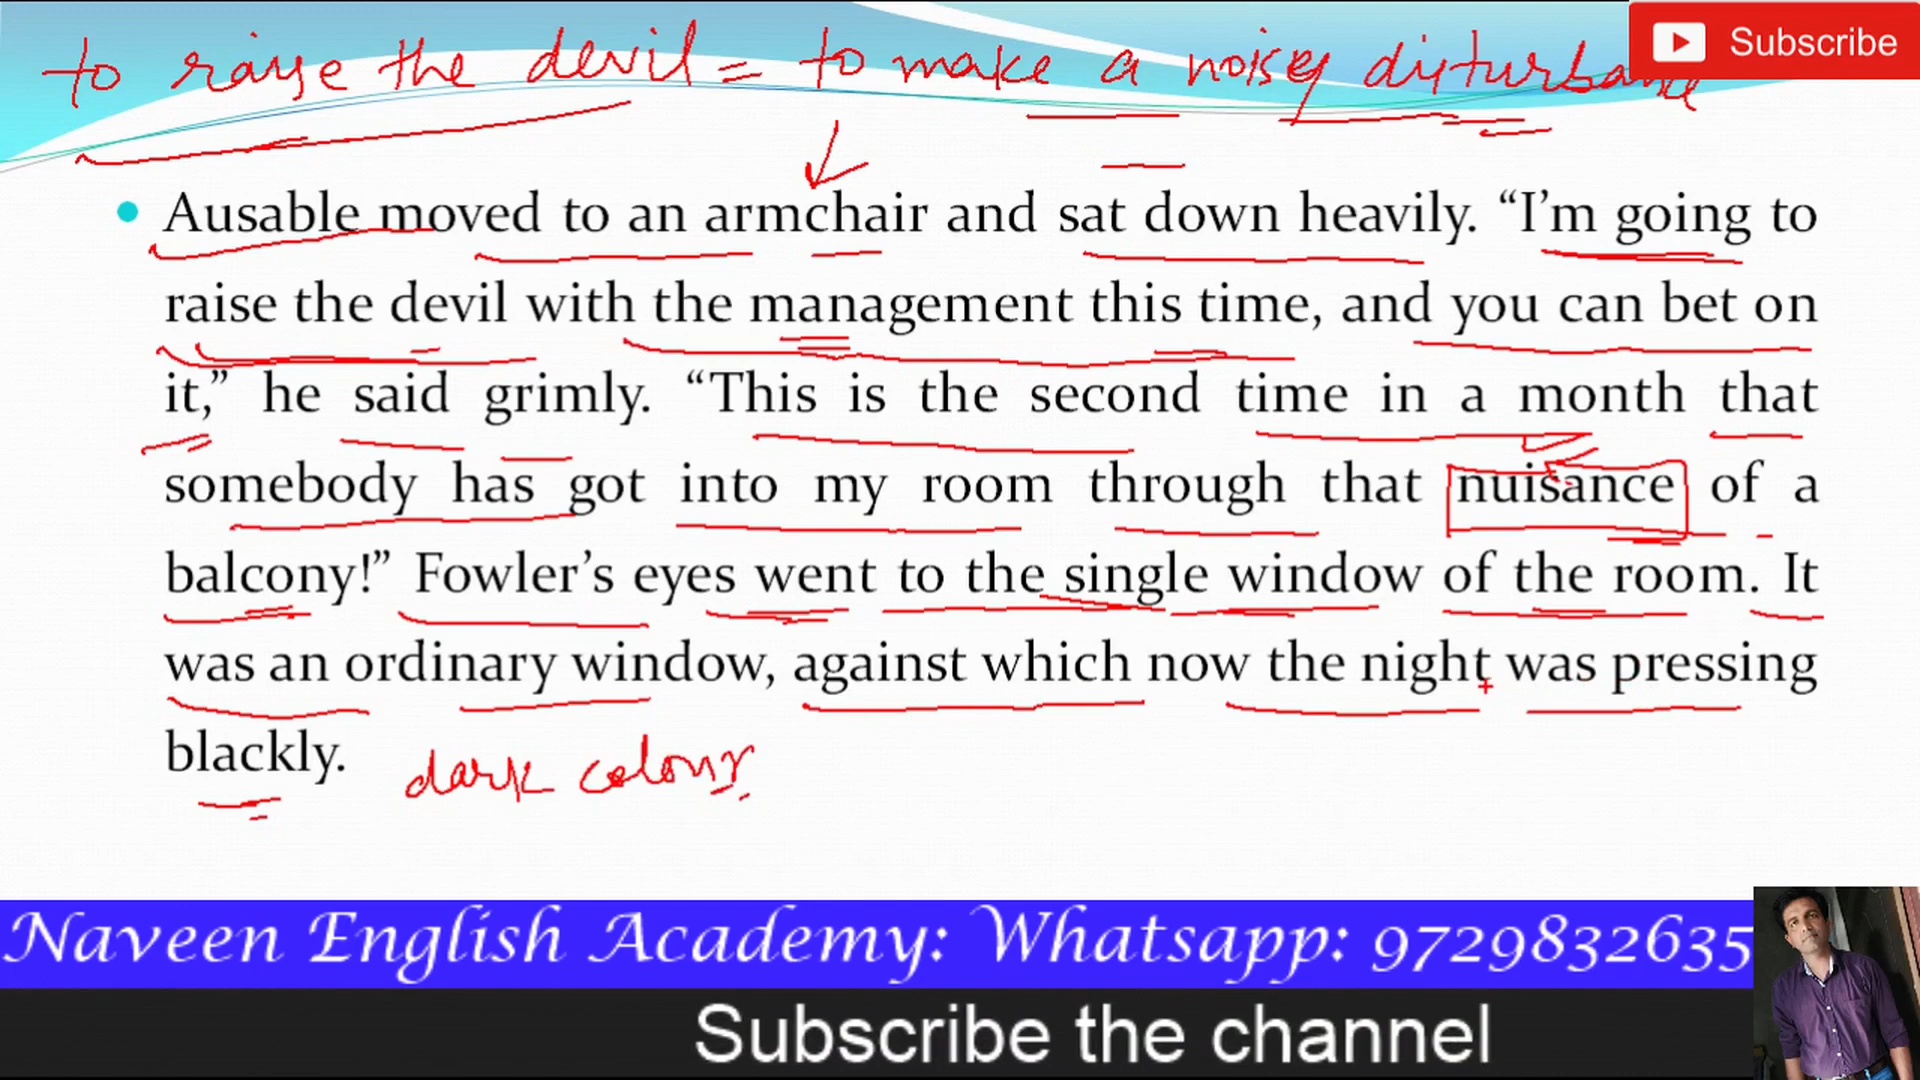 Subscribe
to raise the devil = to make a noisy disturbance
• Ausable moved to an armchair and sat down heavily. “I’m going to
raise the devil with the management this time, and you can bet on
it,” he said grimly. “This is the second time in a month that
somebody has got into my room through that nuisance of a
balcony!” Fowler’s eyes went to the single window of the room. It
was an ordinary window, against which now the night was pressing
blackly.
dark colour
Naveen English Academy: Whatsapp: 9729832635
Subscribe the channel